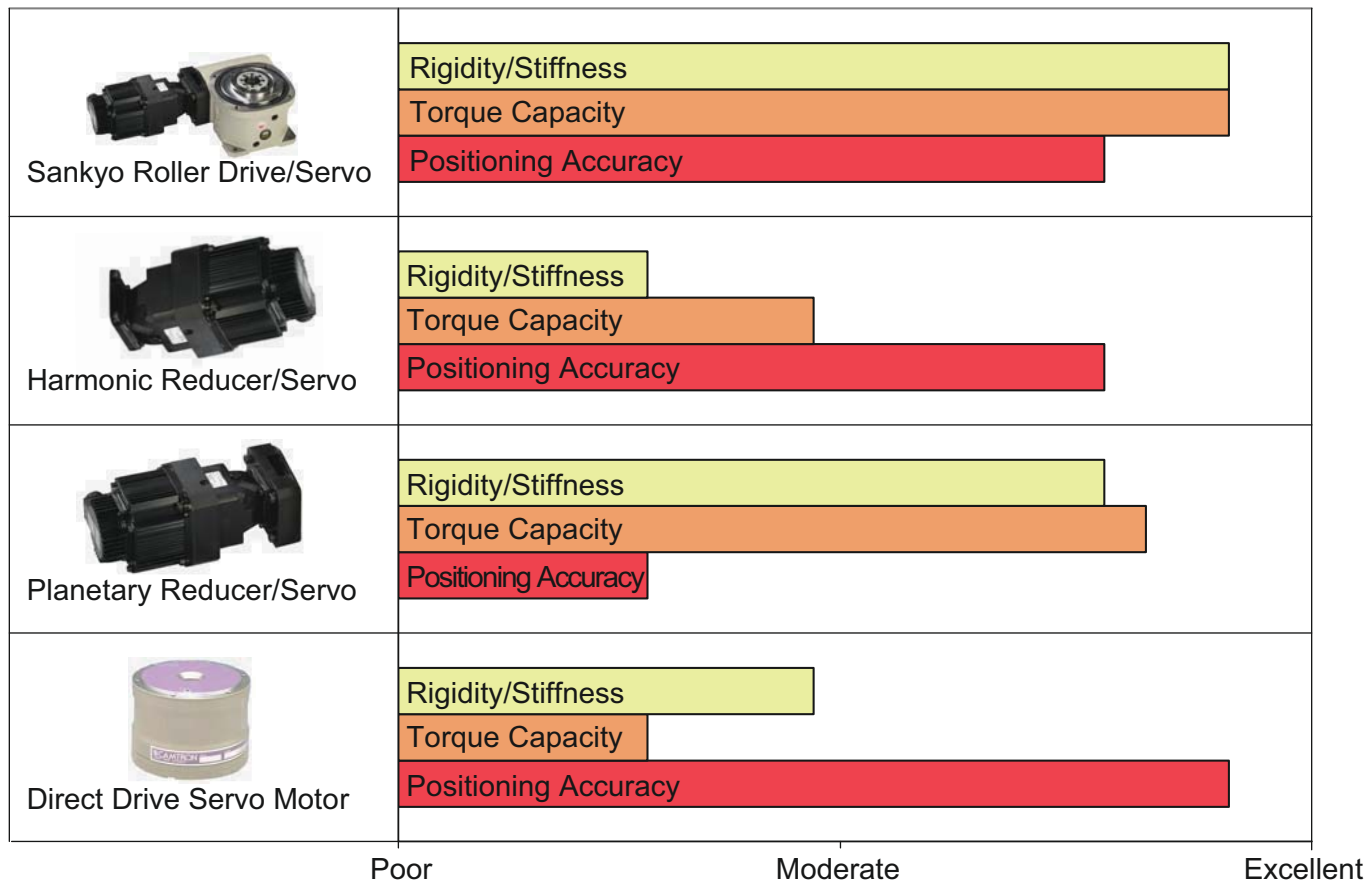 Rigidity/Stiffness
Torque Capacity
Positioning Accuracy
Sankyo Roller Drive/Servo
Rigidity/Stiffness
Torque Capacity
Positioning Accuracy
Harmonic Reducer/Servo
Rigidity/Stiffness
Torque Capacity
Positioning Accuracy
Planetary Reducer/Servo
Rigidity/Stiffness
Torque Capacity
CAMTRON
Positioning Accuracy
Direct Drive Servo Motor
Poor Moderate Excellent